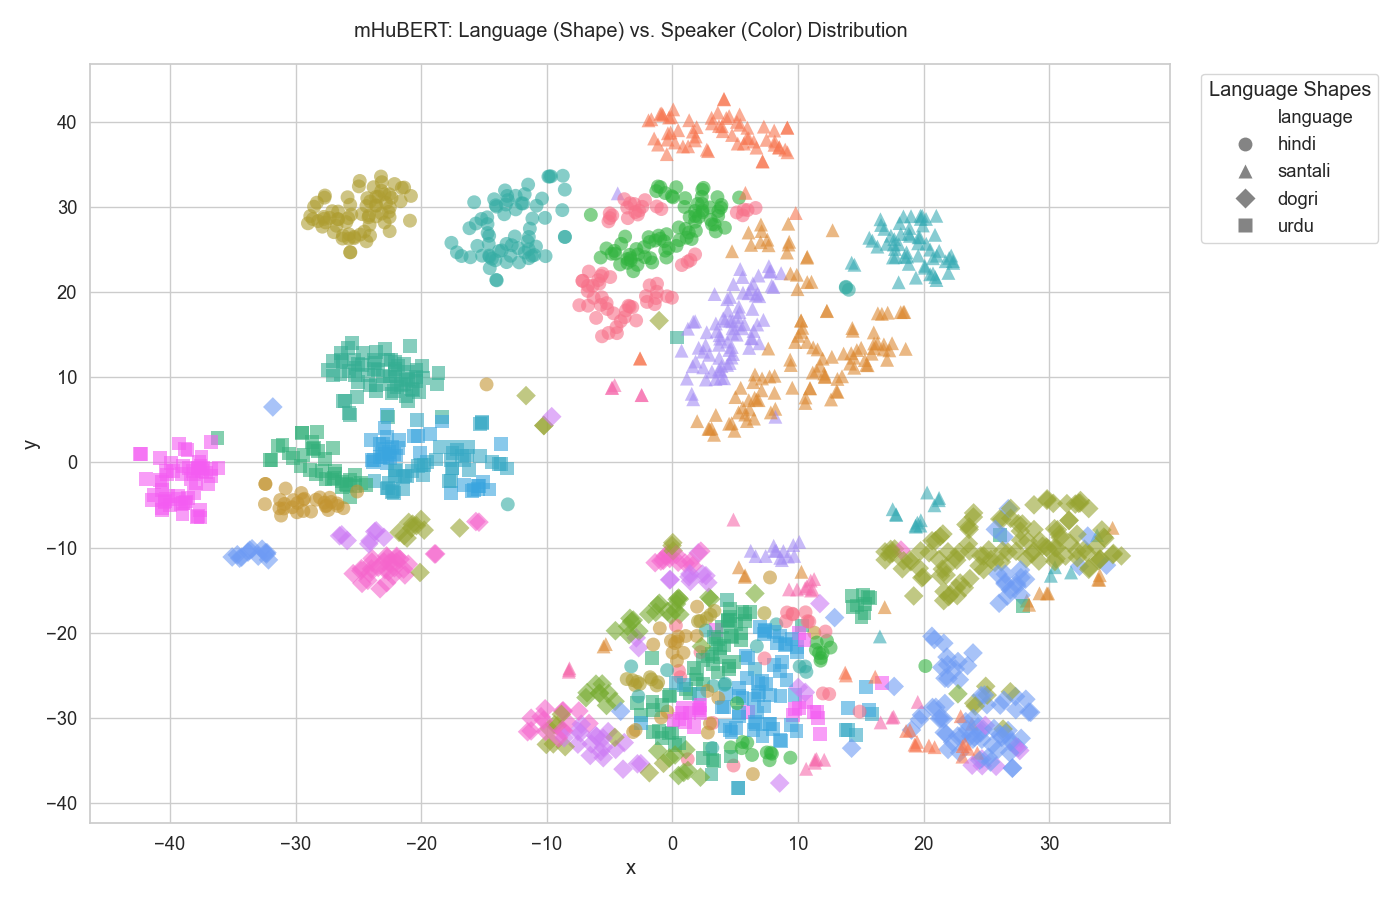 mHuBERT: Language (Shape) vs. Speaker (Color) Distribution
Language Shapes
language
hindi
santali
dogri
urdu
40
30
20
10
0
−10
−20
−30
−40
y
−40 −30 −20 −10 0 10 20 30
x